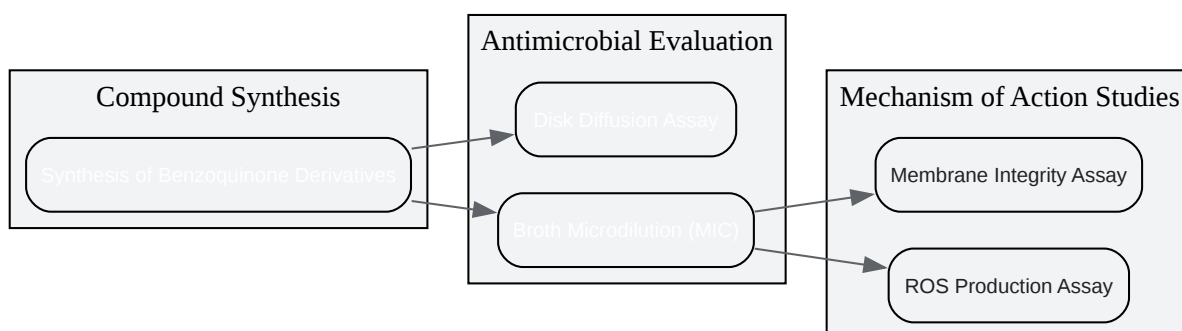 Compound Synthesis
Synthesis of Benzoquinone Derivatives
Antimicrobial Evaluation
Disk Diffusion Assay
Broth Microdilution (MIC)
Mechanism of Action Studies
Membrane Integrity Assay
ROS Production Assay